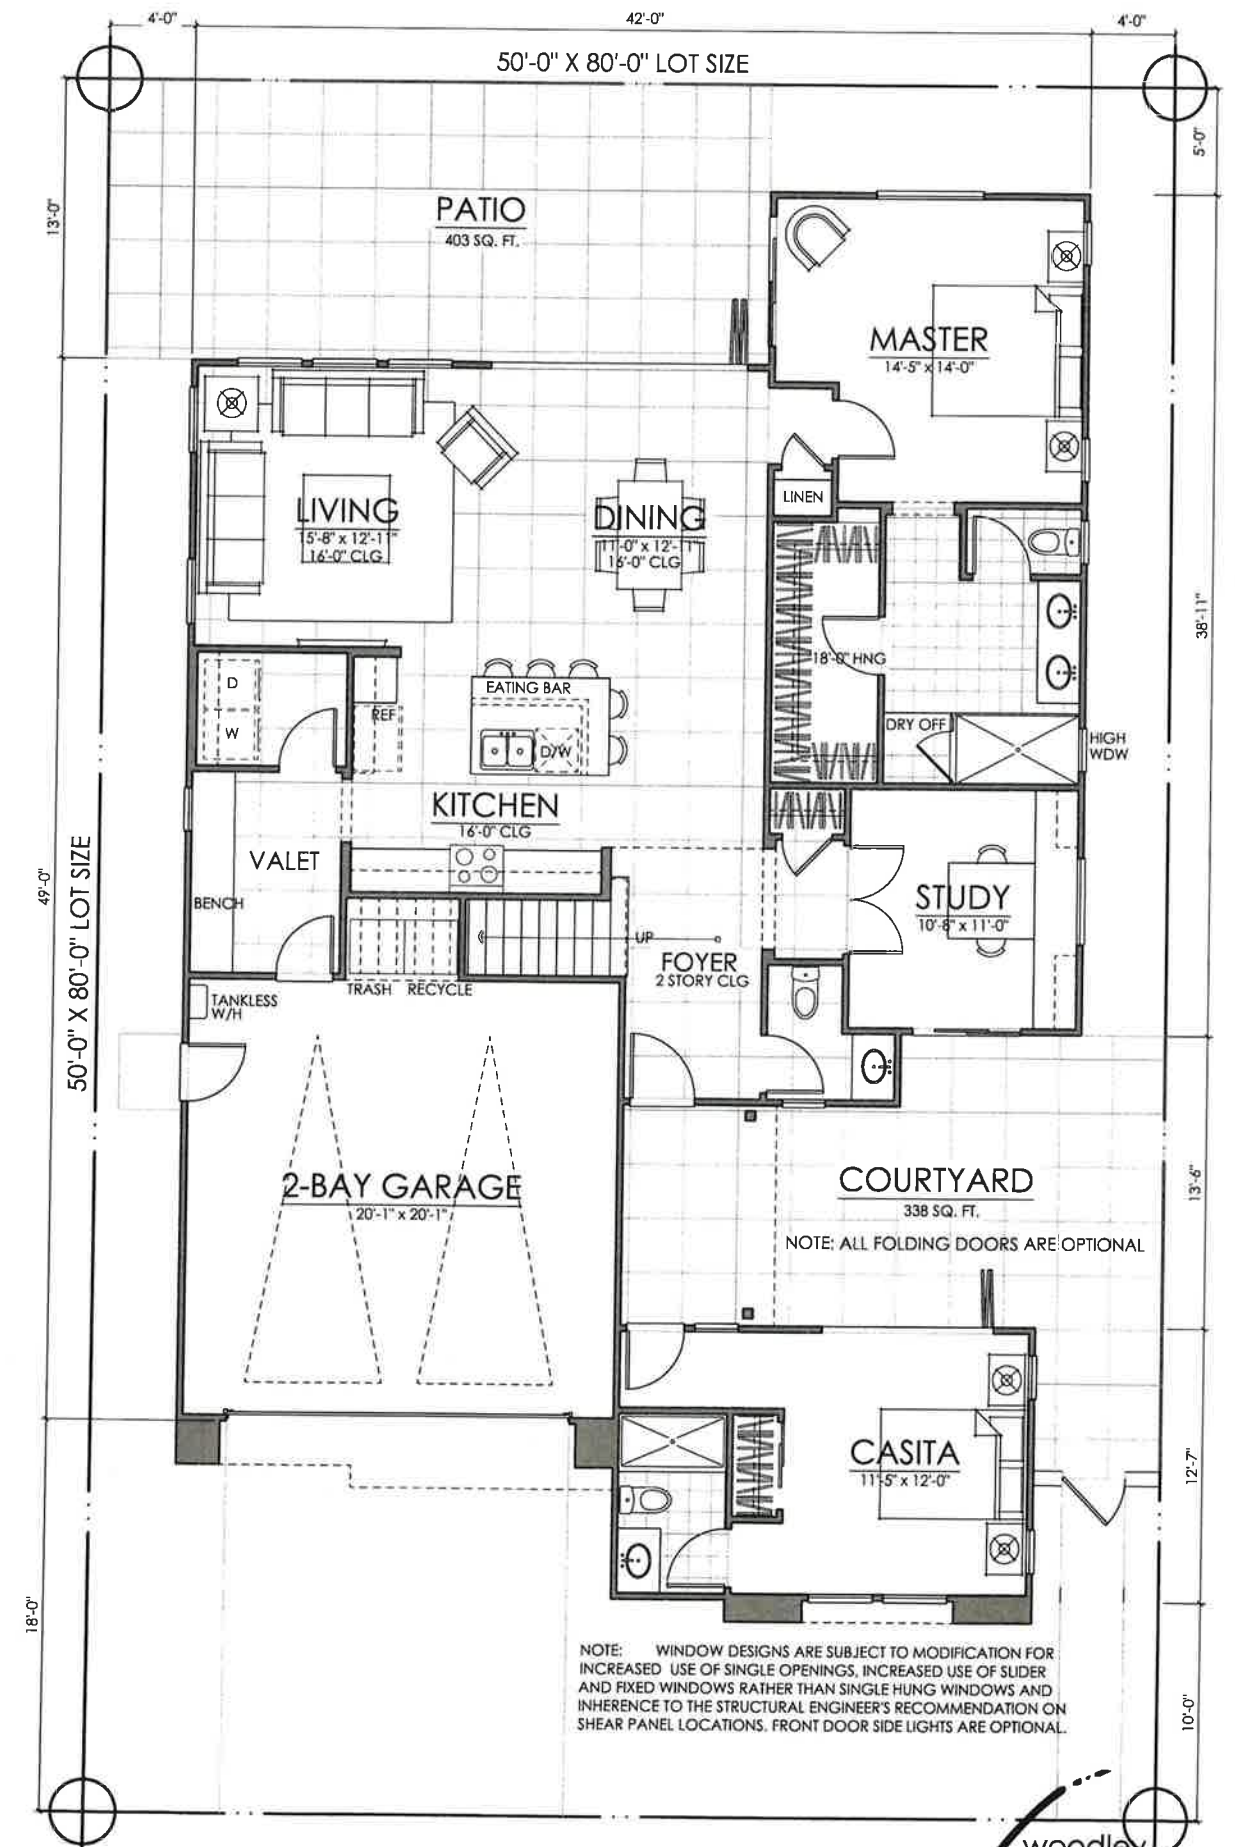 4'-0"
42'-0"
4'-0"
50'-0" X 80'-0" LOT SIZE
5'-0"
13'-0"
PATIO
403 SQ. FT.
MASTER
14'-5" x 14'-0"
LINEN
LIVING
15'-8" x 12'-11"
16'-0" CLG
DINING
11'-0" x 12'-11"
16'-0" CLG
38'-11"
18'-0" HNG
D
W
REF
EATING BAR
D/W
DRY OFF
HIGH
WDW
KITCHEN
16'-0" CLG
VALET
BENCH
49'-0"
50'-0" X 80'-0" LOT SIZE
STUDY
10'-8" x 11'-0"
UP
FOYER
2 STORY CLG
TRASH
RECYCLE
TANKLESS
W/H
2-BAY GARAGE
20'-1" x 20'-1"
COURTYARD
338 SQ. FT.
NOTE: ALL FOLDING DOORS ARE OPTIONAL
13'-6"
CASITA
11'-5" x 12'-0"
12'-7"
18'-0"
NOTE: WINDOW DESIGNS ARE SUBJECT TO MODIFICATION FOR
INCREASED USE OF SINGLE OPENINGS, INCREASED USE OF SLIDER
AND FIXED WINDOWS RATHER THAN SINGLE HUNG WINDOWS AND
INHERENCE TO THE STRUCTURAL ENGINEER'S RECOMMENDATION ON
SHEAR PANEL LOCATIONS. FRONT DOOR SIDE LIGHTS ARE OPTIONAL.
10'-0"
woodley